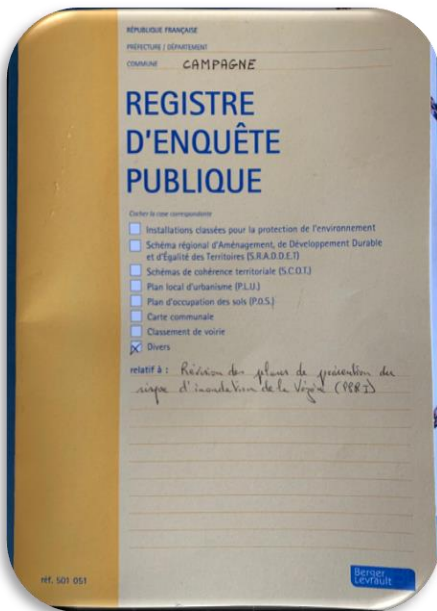 RÉPUBLIQUE FRANÇAISE
PRÉFECTURE / DÉPARTEMENT
COMMUNE CAMPAGNE
REGISTRE
D'ENQUÊTE
PUBLIQUE
Cocher la case correspondante
Installations classées pour la protection de l'environnement
Schéma régional d'Aménagement, de Développement Durable
et d'Égalité des Territoires (S.R.A.D.D.E.T)
Schémas de cohérence territoriale (S.C.O.T.)
Plan local d'urbanisme (P.L.U.)
Plan d'occupation des sols (P.O.S.)
Carte communale
Classement de voirie
Divers
relatif à : Révision des plans de prévention du
risque d'inondation de la Vézère (PPRI)
réf. 501 051
Berger
Levrault